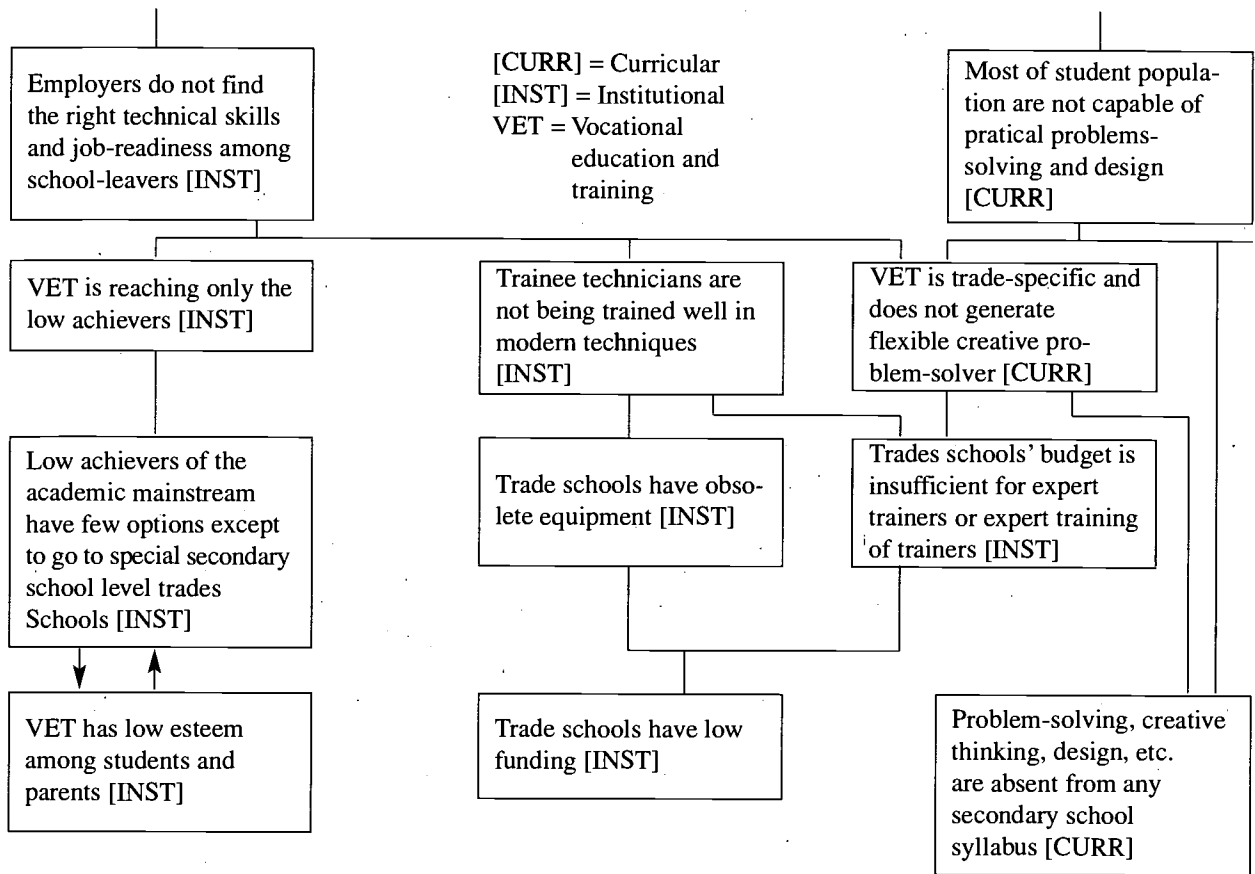 Employers do not find
the right technical skills
and job-readiness among
school-leavers [INST]
[CURR] = Curricular
[INST] = Institutional
VET = Vocational
education and
training
Most of student popula-
tion are not capable of
pratical problems-
solving and design
[CURR]
VET is reaching only the
low achievers [INST]
Trainee technicians are
not being trained well in
modern techniques
[INST]
VET is trade-specific and
does not generate
flexible creative pro-
blem-solver [CURR]
Low achievers of the
academic mainstream
have few options except
to go to special secondary
school level trades
Schools [INST]
Trade schools have obso-
lete equipment [INST]
Trades schools’ budget is
insufficient for expert
trainers or expert training
of trainers [INST]
VET has low esteem
among students and
parents [INST]
Trade schools have low
funding [INST]
Problem-solving, creative
thinking, design, etc.
are absent from any
secondary school
syllabus [CURR]